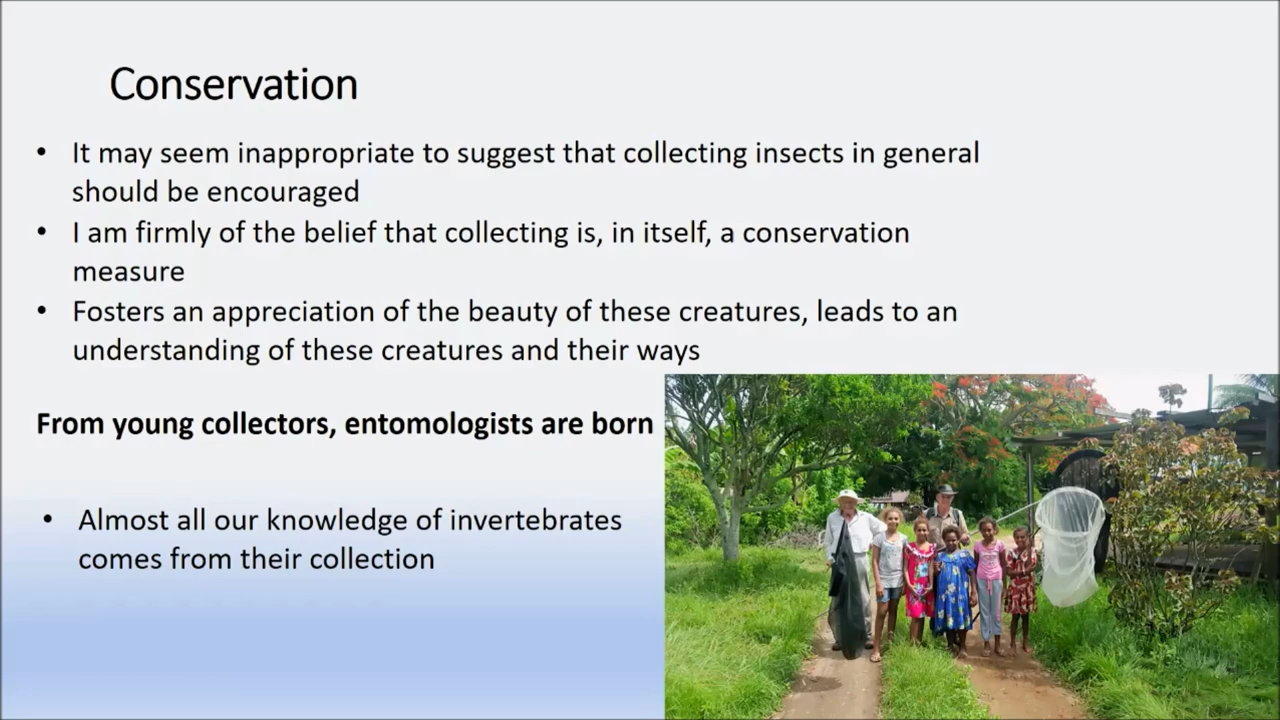 Conservation
• It may seem inappropriate to suggest that collecting insects in general
should be encouraged
• I am firmly of the belief that collecting is, in itself, a conservation
measure
• Fosters an appreciation of the beauty of these creatures, leads to an
understanding of these creatures and their ways
From young collectors, entomologists are born
• Almost all our knowledge of invertebrates
comes from their collection